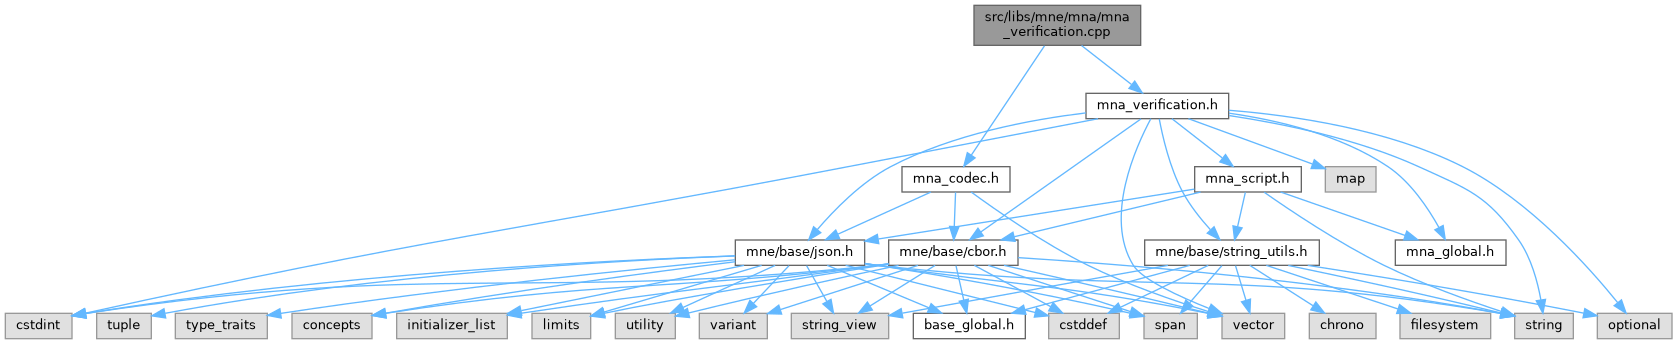 src/libs/mne/mna/mna
_verification.cpp
mna_verification.h
mna_codec.h
mna_script.h
map
mne/base/json.h
mne/base/cbor.h
mne/base/string_utils.h
mna_global.h
cstdint
tuple
type_traits
concepts
initializer_list
limits
utility
variant
string_view
base_global.h
cstddef
span
vector
chrono
filesystem
string
optional